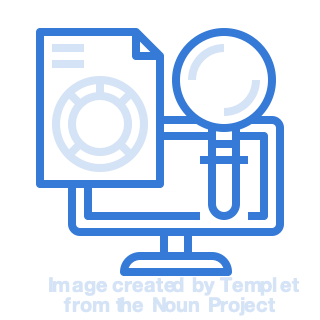 Image created by Templet
from the Noun Project